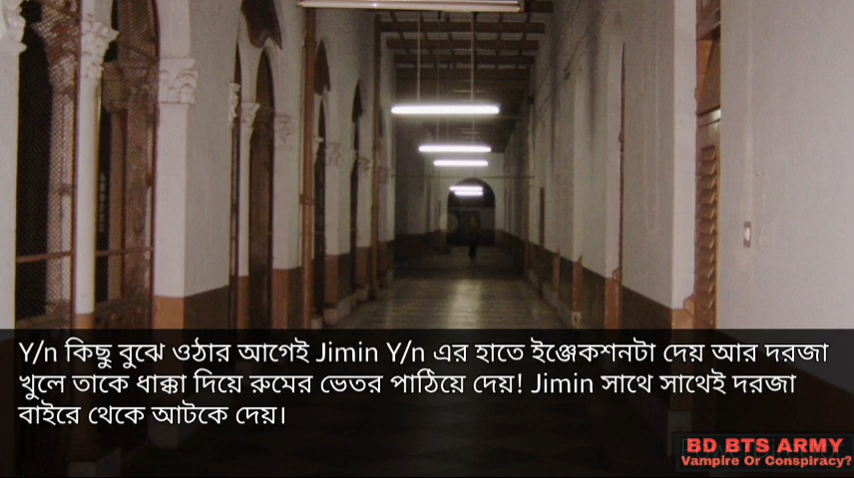 Y/n কিছু বুঝে ওঠার আগেই Jimin Y/n এর হাতে ইঞ্জেকশনটা দেয় আর দরজা
খুলে তাকে ধাক্কা দিয়ে রুমের ভেতর পাঠিয়ে দেয়! Jimin সাথে সাথেই দরজা
বাইরে থেকে আটকে দেয়।
BD BTS ARMY
Vampire Or Conspiracy?